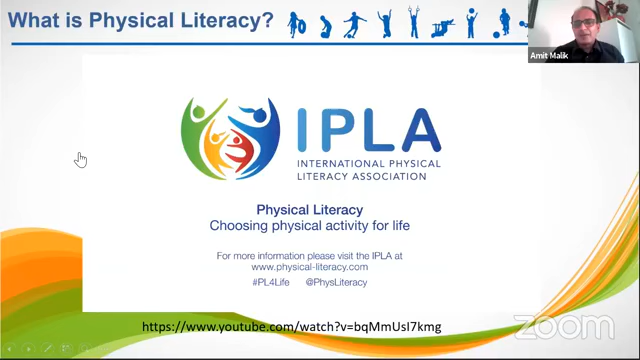 What is Physical Literacy?
Amit Malik
IPLA
INTERNATIONAL PHYSICAL
LITERACY ASSOCIATION
Physical Literacy
Choosing physical activity for life
For more information please visit the IPLA at
www.physical-literacy.com
#PL4Life @PhysLiteracy
https://www.youtube.com/watch?v=bqMmUsI7kmg
zoom